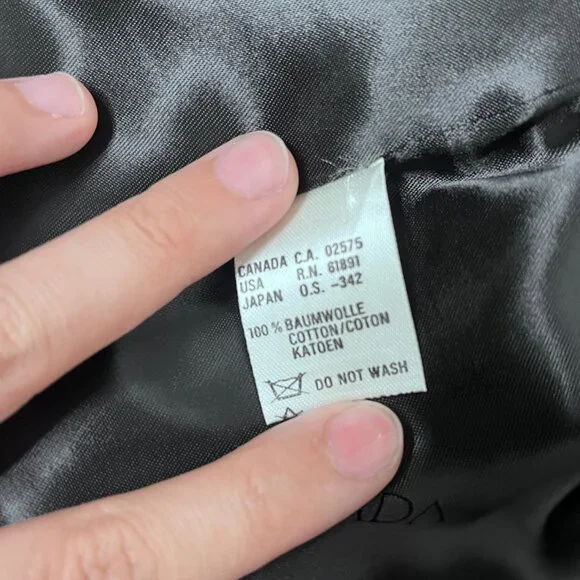 CANADA C.A. 02575
USA R.N. 61891
JAPAN O.S. -342
100% BAUMWOLLE
COTTON/COTON
KATOEN
DO NOT WASH